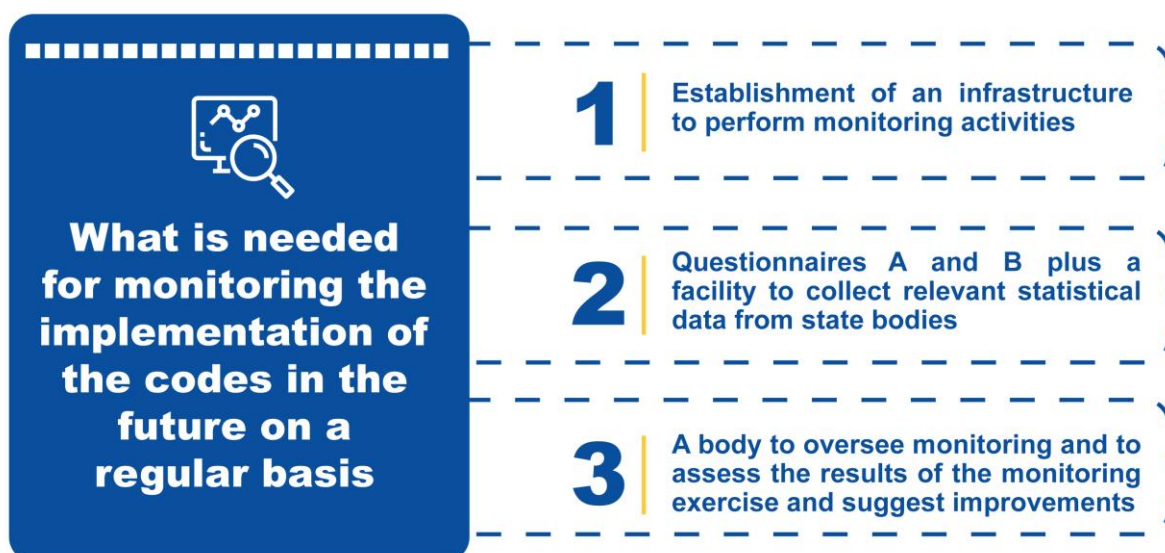 What is needed
for monitoring the
implementation of
the codes in the
future on a
regular basis
1
Establishment of an infrastructure
to perform monitoring activities
2
Questionnaires A and B plus a
facility to collect relevant statistical
data from state bodies
3
A body to oversee monitoring and to
assess the results of the monitoring
exercise and suggest improvements